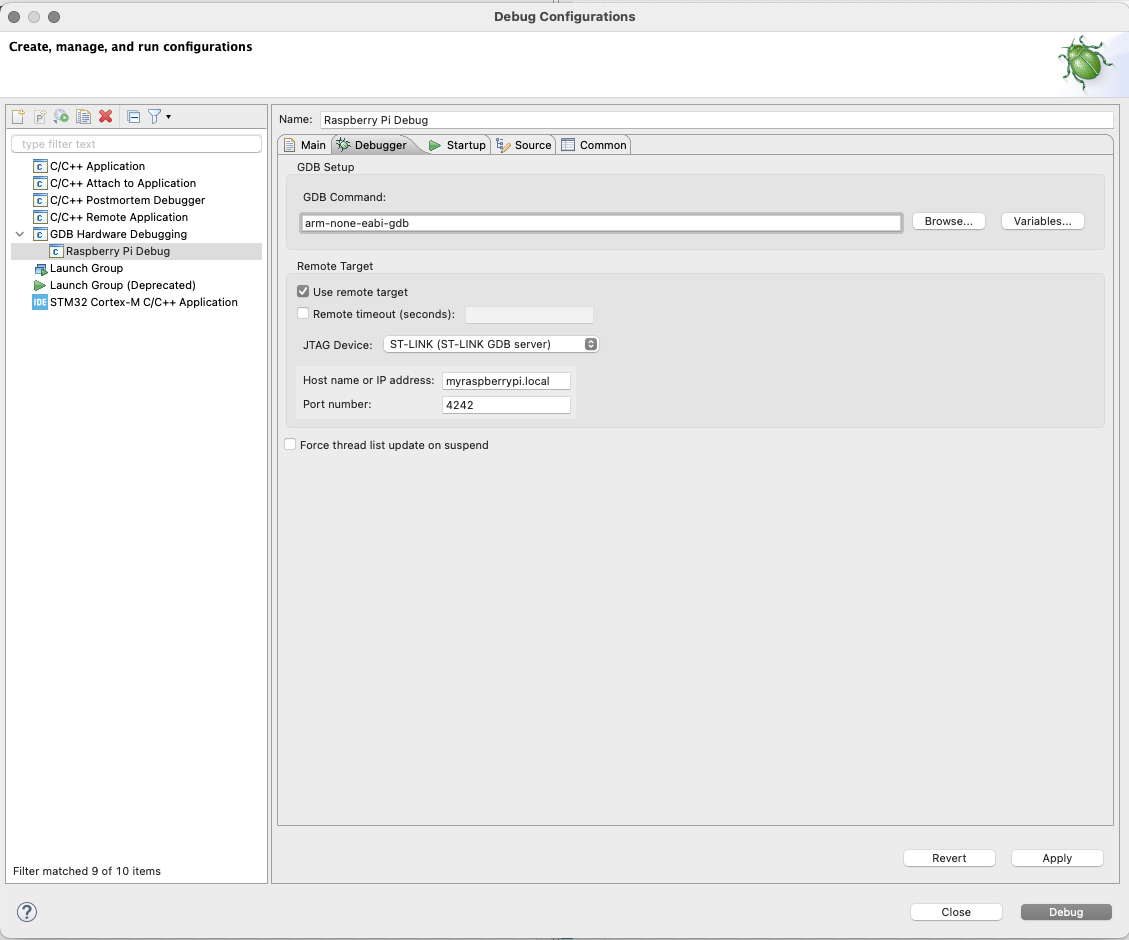 Debug Configurations
Create, manage, and run configurations
type filter text
C/C++ Application
C/C++ Attach to Application
C/C++ Postmortem Debugger
C/C++ Remote Application
GDB Hardware Debugging
Raspberry Pi Debug
Launch Group
Launch Group (Deprecated)
IDE STM32 Cortex-M C/C++ Application
Filter matched 9 of 10 items
Name: Raspberry Pi Debug
Main Debugger Startup Source Common
GDB Setup
GDB Command:
arm-none-eabi-gdb Browse... Variables...
Remote Target
Use remote target
Remote timeout (seconds):
JTAG Device: ST-LINK (ST-LINK GDB server)
Host name or IP address: myraspberrypi.local
Port number: 4242
Force thread list update on suspend
Revert Apply
? Close Debug